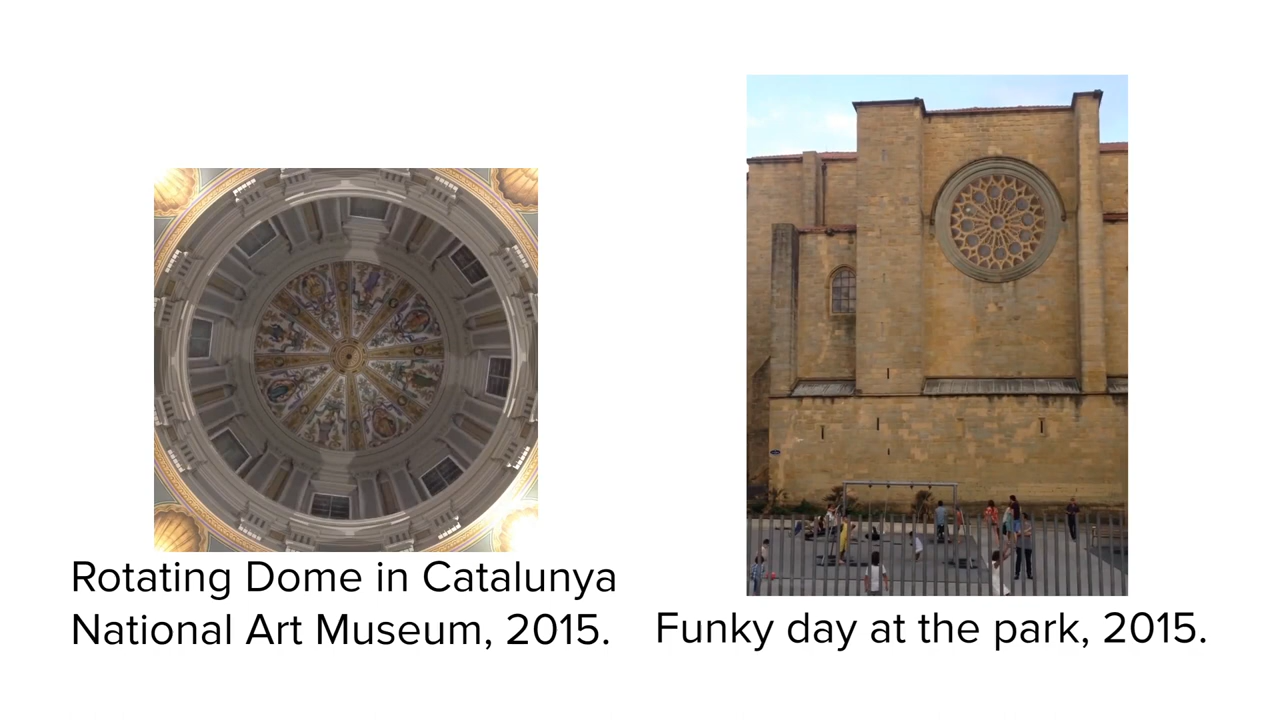 Rotating Dome in Catalunya
National Art Museum, 2015.
Funky day at the park, 2015.